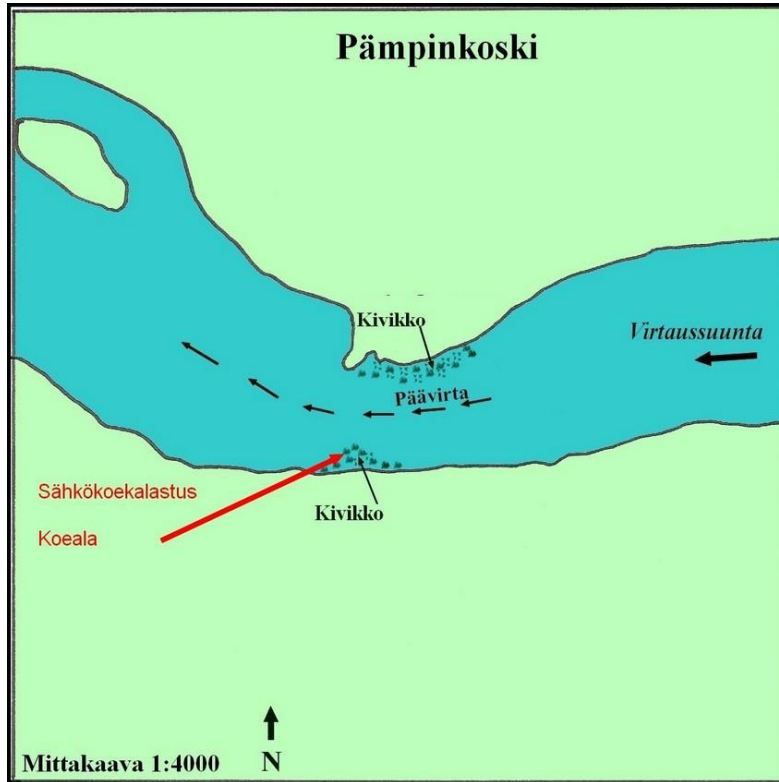 Pämpinkoski
Kivikko
Virtaussuunta
Päävirta
Sähkökoekalastus
Koeala
Kivikko
Mittakaava 1:4000
N